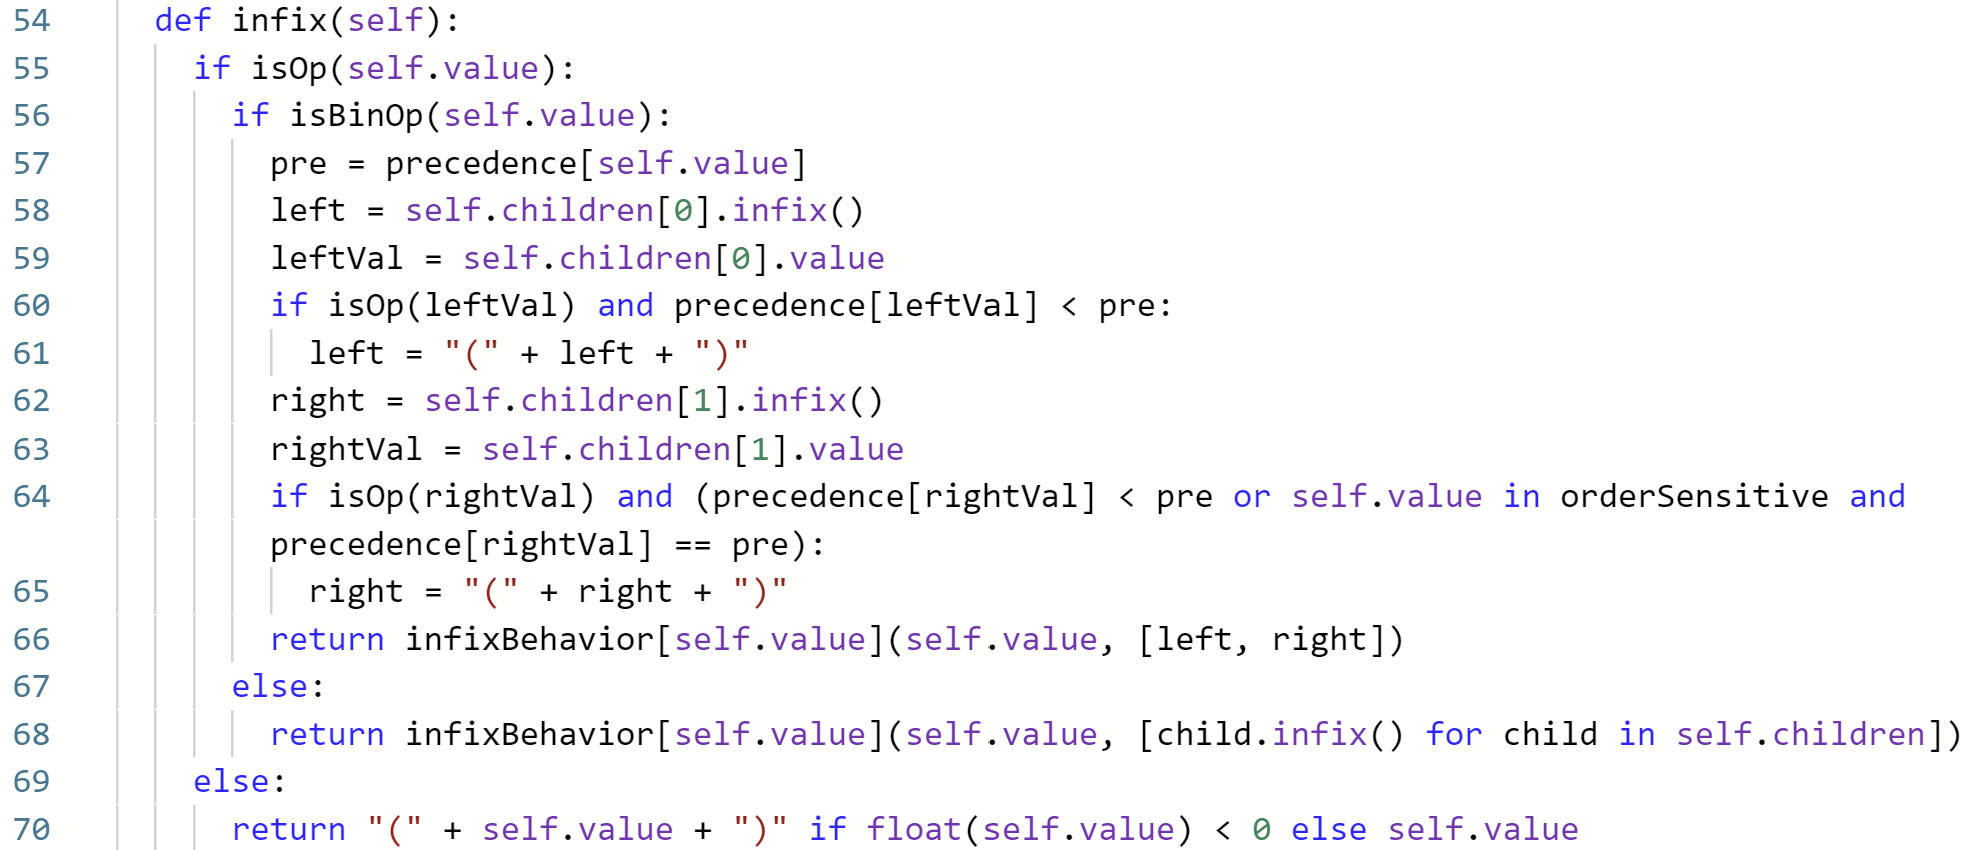 54 def infix(self):
55 if isOp(self.value):
56 if isBinOp(self.value):
57 pre = precedence[self.value]
58 left = self.children[0].infix()
59 leftVal = self.children[0].value
60 if isOp(leftVal) and precedence[leftVal] < pre:
61 left = "(" + left + ")"
62 right = self.children[1].infix()
63 rightVal = self.children[1].value
64 if isOp(rightVal) and (precedence[rightVal] < pre or self.value in orderSensitive and
precedence[rightVal] == pre):
65 right = "(" + right + ")"
66 return infixBehavior[self.value](self.value, [left, right])
67 else:
68 return infixBehavior[self.value](self.value, [child.infix() for child in self.children])
69 else:
70 return "(" + self.value + ")" if float(self.value) < 0 else self.value